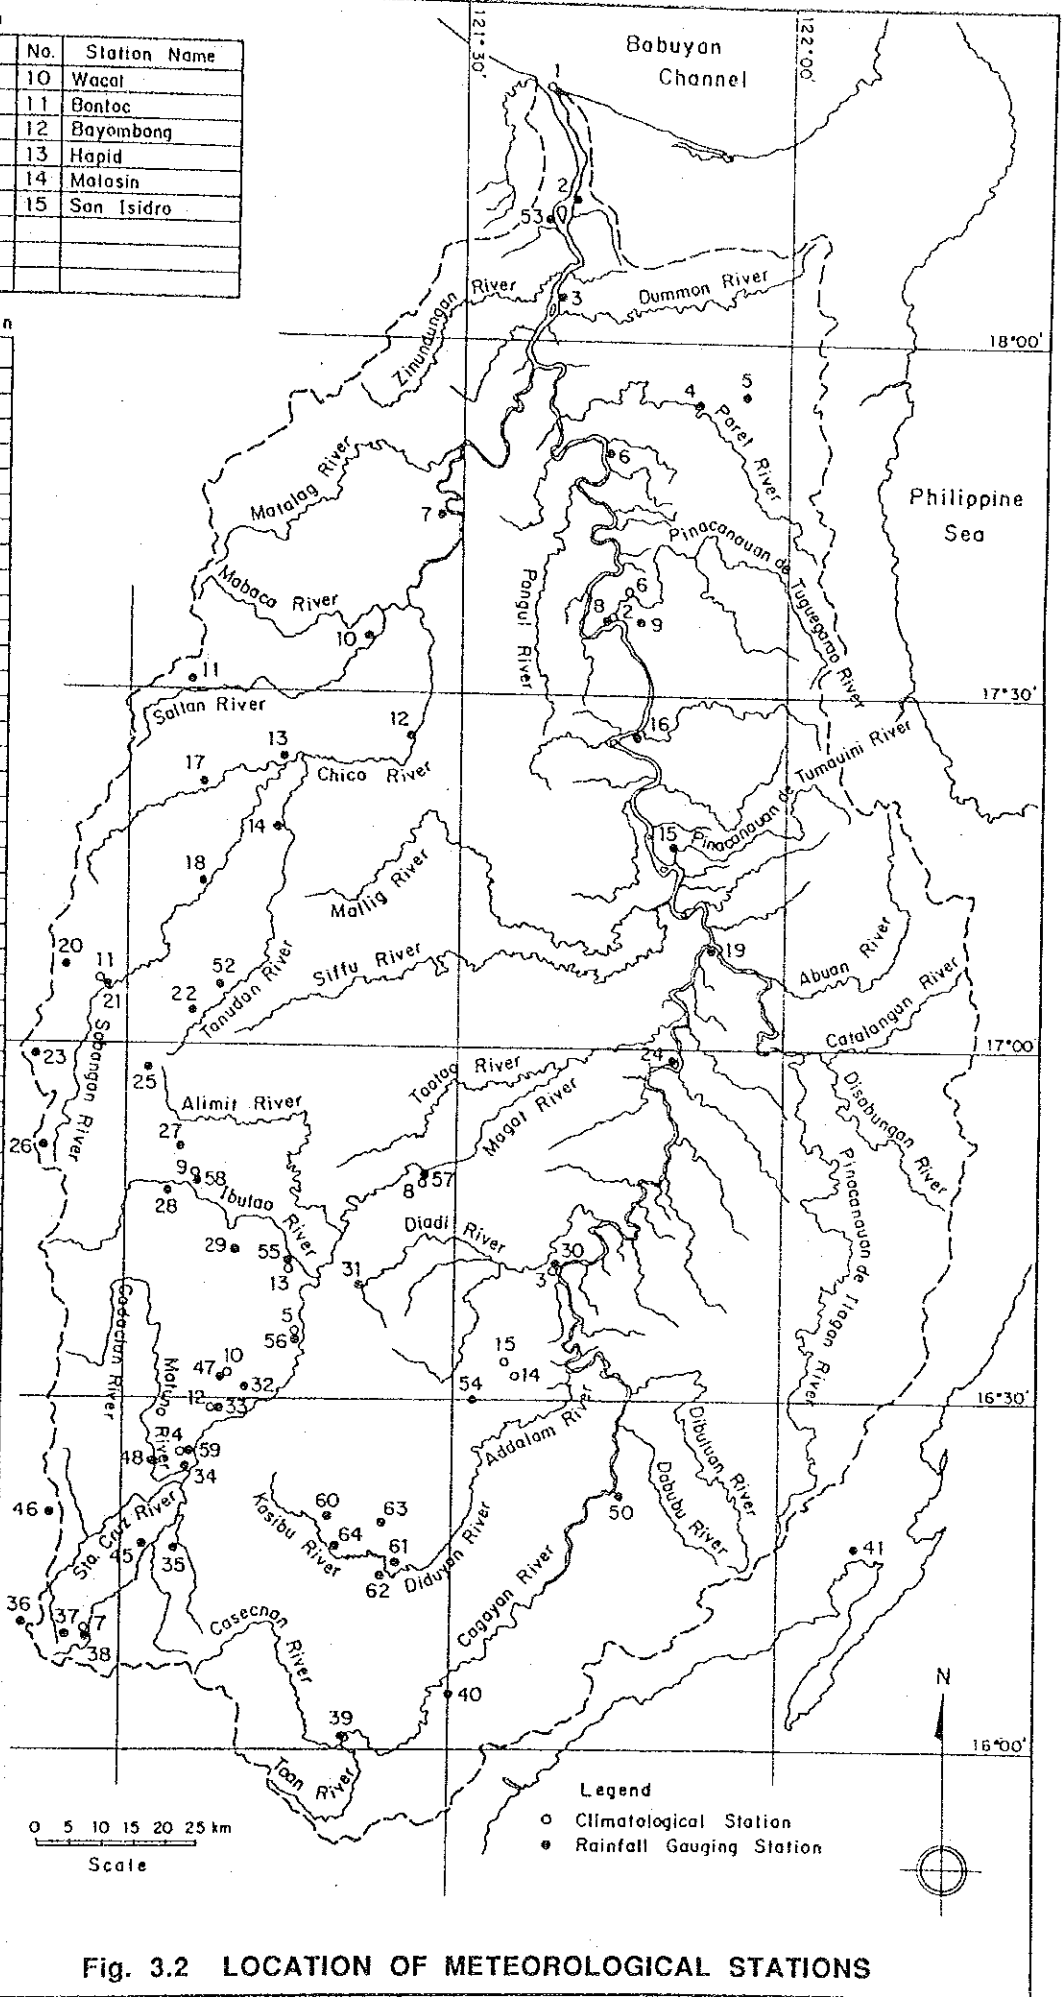 No. Station Name
10 Wacal
11 Bontoc
12 Bayombong
13 Hapid
14 Malasin
15 San Isidro
n
121°30'
122°00'
Babuyan
Channel
1
2
53
3
Zinundungan River
Dummon River
18°00'
4
5
Paret River
6
Matalag River
7
Philippine
Sea
Pinacanauan de Tuguegarao River
Mabaca River
Pangul River
6
8
2
9
10
11
Saltan River
17°30'
12
16
13
17
Chico River
Pinacanauan de Tumauini River
14
15
18
Mallig River
20
11
21
52
22
Tanudan River
Siffu River
19
Abuan River
Catalangan River
23
Sabangan River
17°00'
24
25
Taotao River
Magat River
Disabungan River
Alimit River
26
27
9
58
28
8
57
Ibulao River
Pinacanauan de Ilagan River
29
55
13
Diadi River
31
30
3
5
56
Cadaclan River
Matuno River
47
10
32
15
14
12
33
54
16°30'
Addalam River
Dibuluan River
4
59
48
34
Dabubu River
46
Sta. Cruz River
Kasibu River
60
63
64
61
62
Diduyan River
50
45
35
41
Cagayan River
36
37
7
38
Casecnan River
40
N
39
16°00'
Taan River
Legend
Climatological Station
Rainfall Gauging Station
0 5 10 15 20 25 km
Scale
Fig. 3.2 LOCATION OF METEOROLOGICAL STATIONS